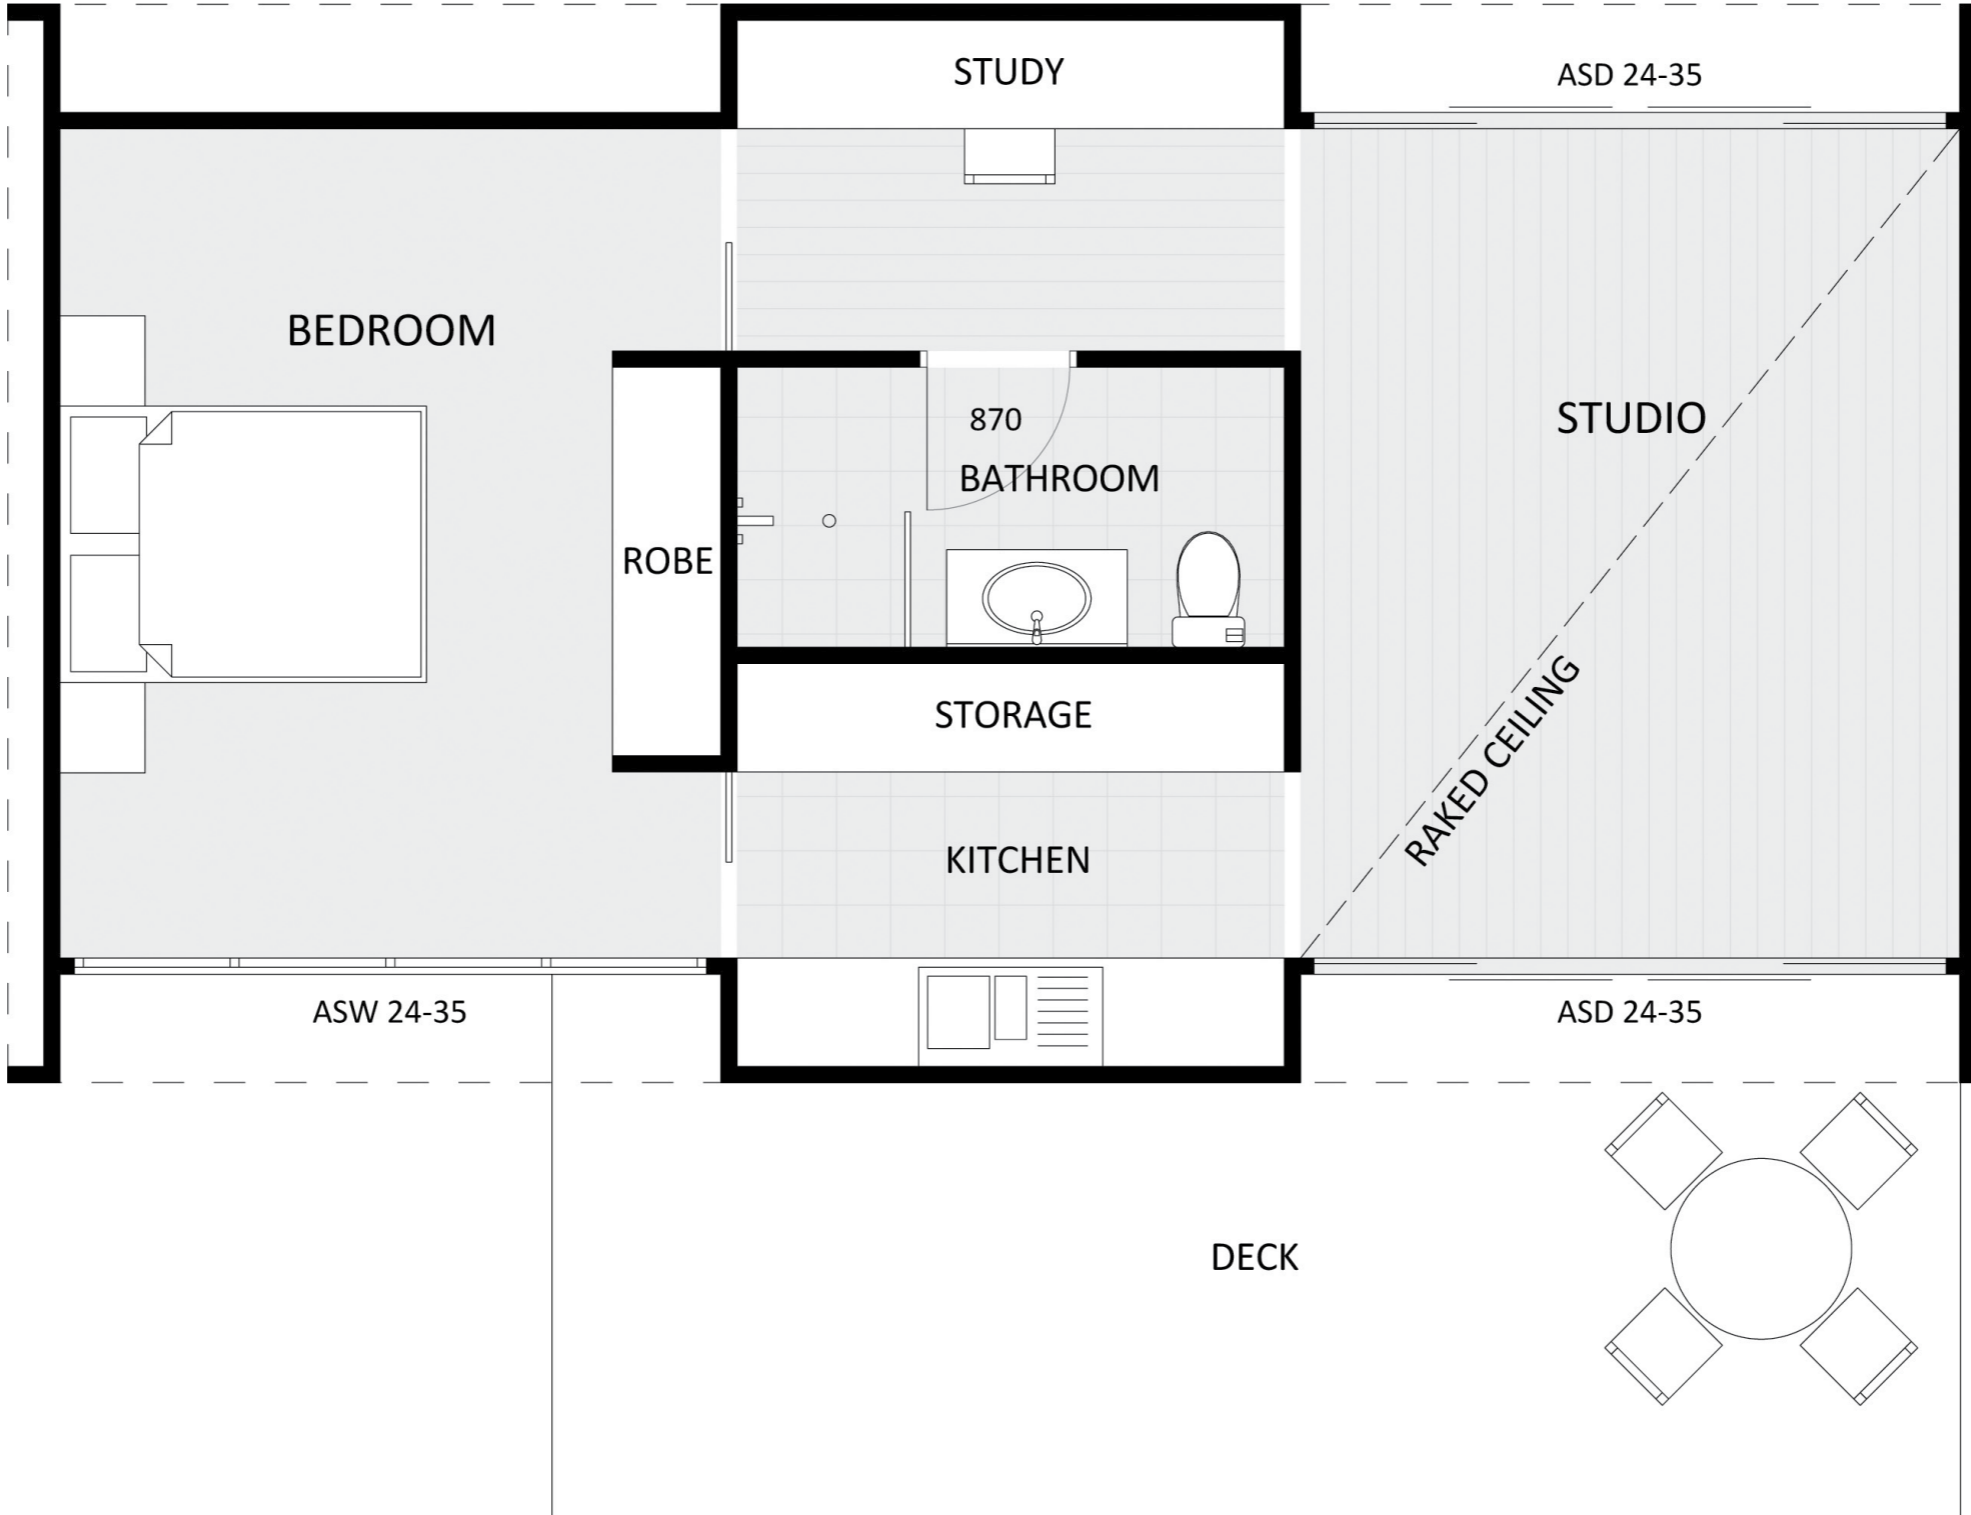 STUDY
ASD 24-35
BEDROOM
STUDIO
870
BATHROOM
ROBE
STORAGE
RAKED CEILING
KITCHEN
ASW 24-35
ASD 24-35
DECK